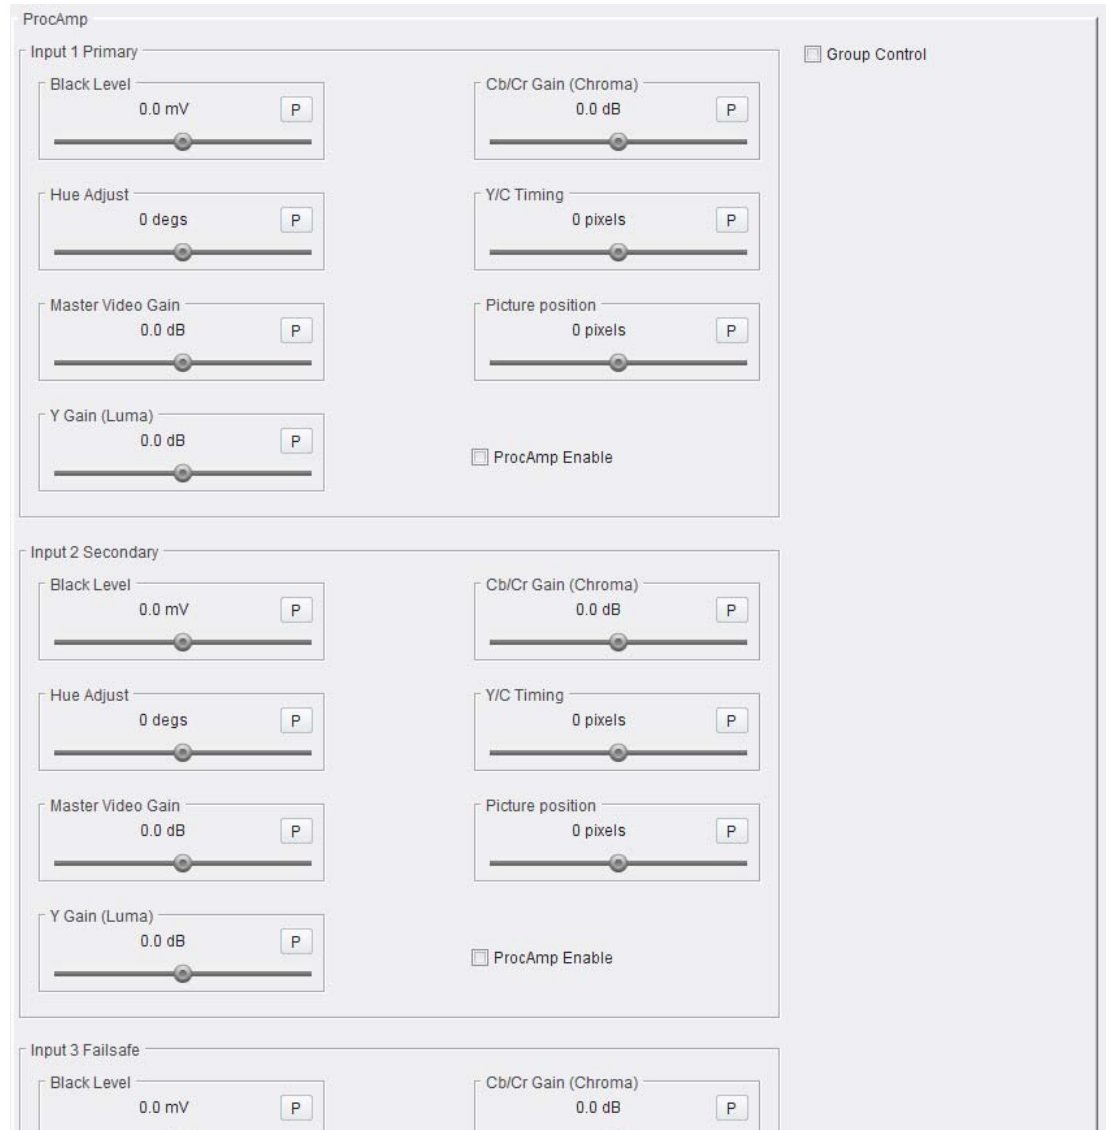 ProcAmp
Input 1 Primary
Group Control
Black Level
0.0 mV
P
Cb/Cr Gain (Chroma)
0.0 dB
P
Hue Adjust
0 degs
P
Y/C Timing
0 pixels
P
Master Video Gain
0.0 dB
P
Picture position
0 pixels
P
Y Gain (Luma)
0.0 dB
P
ProcAmp Enable
Input 2 Secondary
Black Level
0.0 mV
P
Cb/Cr Gain (Chroma)
0.0 dB
P
Hue Adjust
0 degs
P
Y/C Timing
0 pixels
P
Master Video Gain
0.0 dB
P
Picture position
0 pixels
P
Y Gain (Luma)
0.0 dB
P
ProcAmp Enable
Input 3 Failsafe
Black Level
0.0 mV
P
Cb/Cr Gain (Chroma)
0.0 dB
P